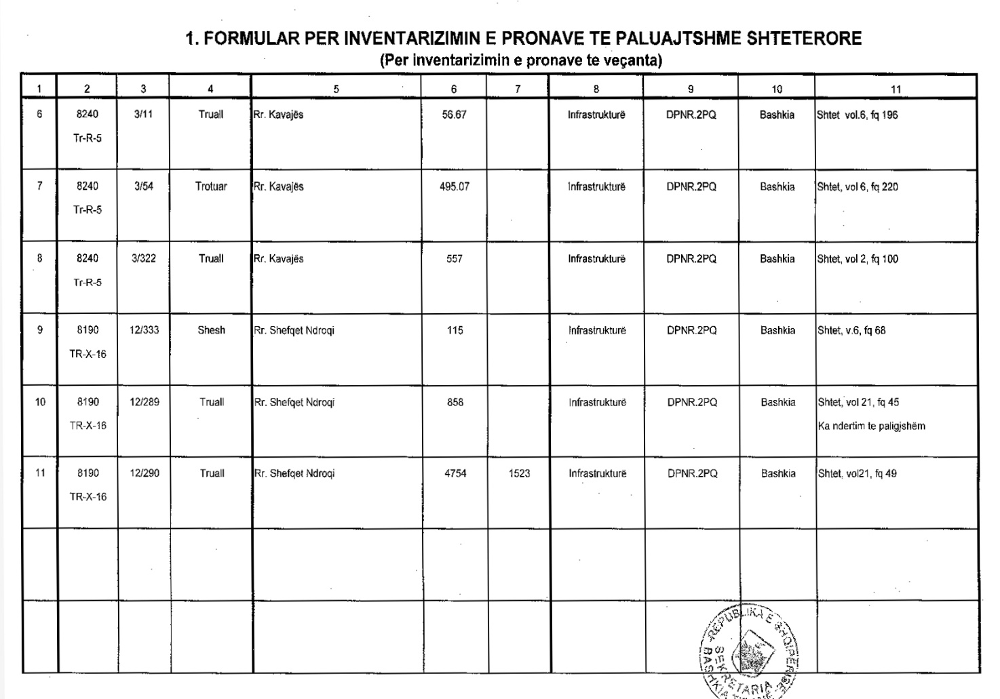 1. FORMULAR PER INVENTARIZIMIN E PRONAVE TE PALUAJTSHME SHTETERORE
(Per inventarizimin e pronave te veçanta)
1 2 3 4 5 6 7 8 9 10 11
6 8240 3/11 Truall Rr. Kavajës 56.67 Infrastrukturë DPNR.2PQ Bashkia Shtet vol.6, fq 196
Tr-R-5
7 8240 3/54 Trotuar Rr. Kavajës 495.07 Infrastrukturë DPNR.2PQ Bashkia Shtet, vol 6, fq 220
Tr-R-5
8 8240 3/322 Truall Rr. Kavajës 557 Infrastrukturë DPNR.2PQ Bashkia Shtet, vol 2, fq 100
Tr-R-5
9 8190 12/333 Shesh Rr. Shefqet Ndroqi 115 Infrastrukturë DPNR.2PQ Bashkia Shtet, v.6, fq 68
TR-X-16
10 8190 12/289 Truall Rr. Shefqet Ndroqi 858 Infrastrukturë DPNR.2PQ Bashkia Shtet, vol 21, fq 45
TR-X-16 Ka ndertim te paligjshëm
11 8190 12/290 Truall Rr. Shefqet Ndroqi 4754 1523 Infrastrukturë DPNR.2PQ Bashkia Shtet, vol21, fq 49
TR-X-16
REPUBLIKA E SHQIPERISE
BASHKIA
SEKRETARIA